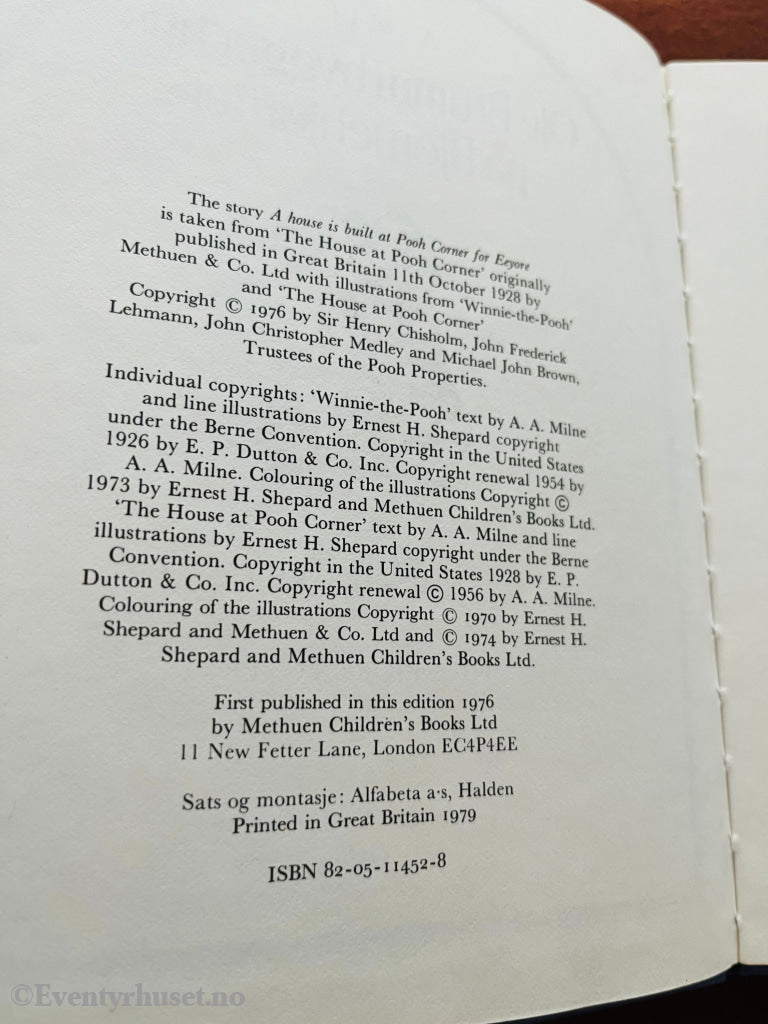 The story A house is built at Pooh Corner for Eeyore
is taken from ‘The House at Pooh Corner’ originally
published in Great Britain 11th October 1928 by
Methuen & Co. Ltd with illustrations from ‘Winnie-the-Pooh’
and ‘The House at Pooh Corner’
Copyright © 1976 by Sir Henry Chisholm, John Frederick
Lehmann, John Christopher Medley and Michael John Brown,
Trustees of the Pooh Properties.
Individual copyrights: ‘Winnie-the-Pooh’ text by A. A. Milne
and line illustrations by Ernest H. Shepard copyright
under the Berne Convention. Copyright in the United States
1926 by E. P. Dutton & Co. Inc. Copyright renewal 1954 by
A. A. Milne. Colouring of the illustrations Copyright ©
1973 by Ernest H. Shepard and Methuen Children’s Books Ltd.
‘The House at Pooh Corner’ text by A. A. Milne and line
illustrations by Ernest H. Shepard copyright under the Berne
Convention. Copyright in the United States 1928 by E. P.
Dutton & Co. Inc. Copyright renewal © 1956 by A. A. Milne.
Colouring of the illustrations Copyright © 1970 by Ernest H.
Shepard and Methuen & Co. Ltd and © 1974 by Ernest H.
Shepard and Methuen Children’s Books Ltd.
First published in this edition 1976
by Methuen Children’s Books Ltd
11 New Fetter Lane, London EC4P4EE
Sats og montasje: Alfabeta a·s, Halden
Printed in Great Britain 1979
ISBN 82-05-11452-8
©Eventyrhuset.no